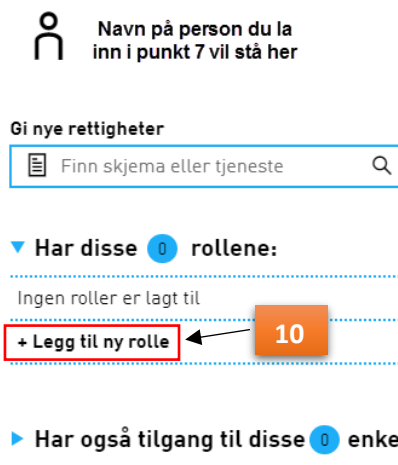 Navn på person du la
inn i punkt 7 vil stå her
Gi nye rettigheter
Finn skjema eller tjeneste
Har disse 0 rollene:
Ingen roller er lagt til
+ Legg til ny rolle
10
Har også tilgang til disse 0 enke